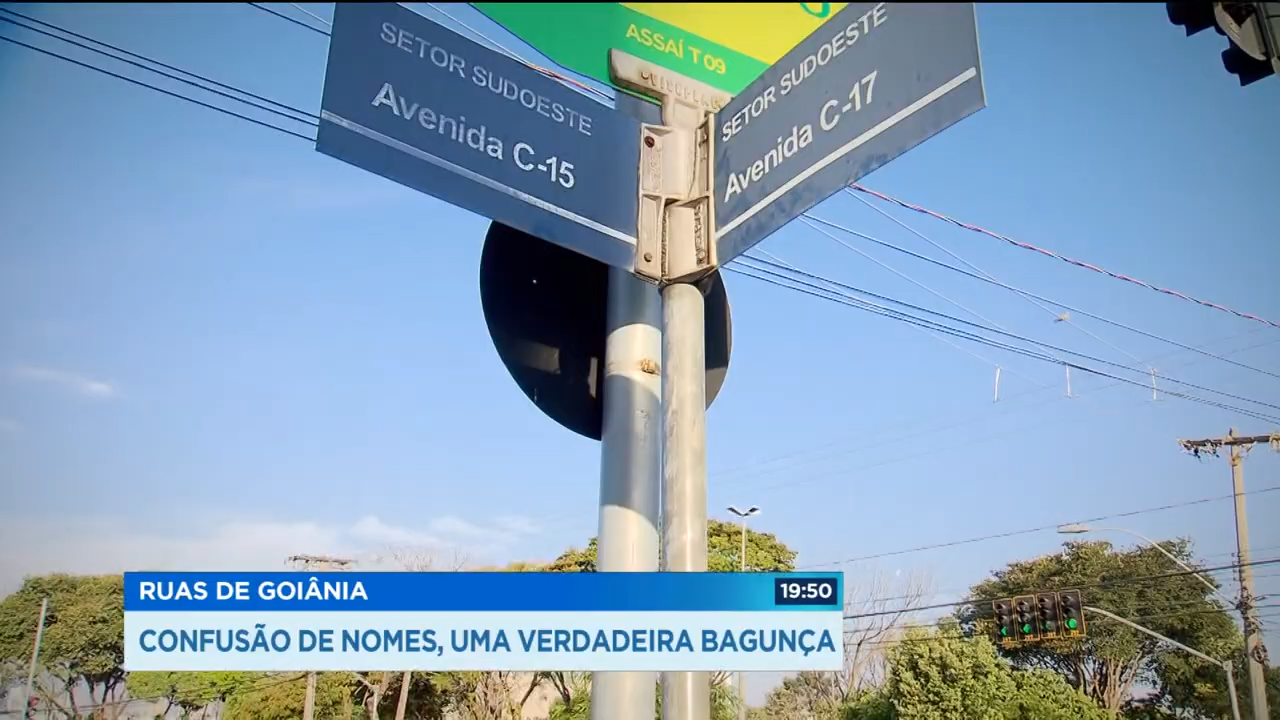 ASSAÍ T 09
SETOR SUDOESTE
Avenida C-15
SETOR SUDOESTE
Avenida C-17
RUAS DE GOIÂNIA
19:50
CONFUSÃO DE NOMES, UMA VERDADEIRA BAGUNÇA